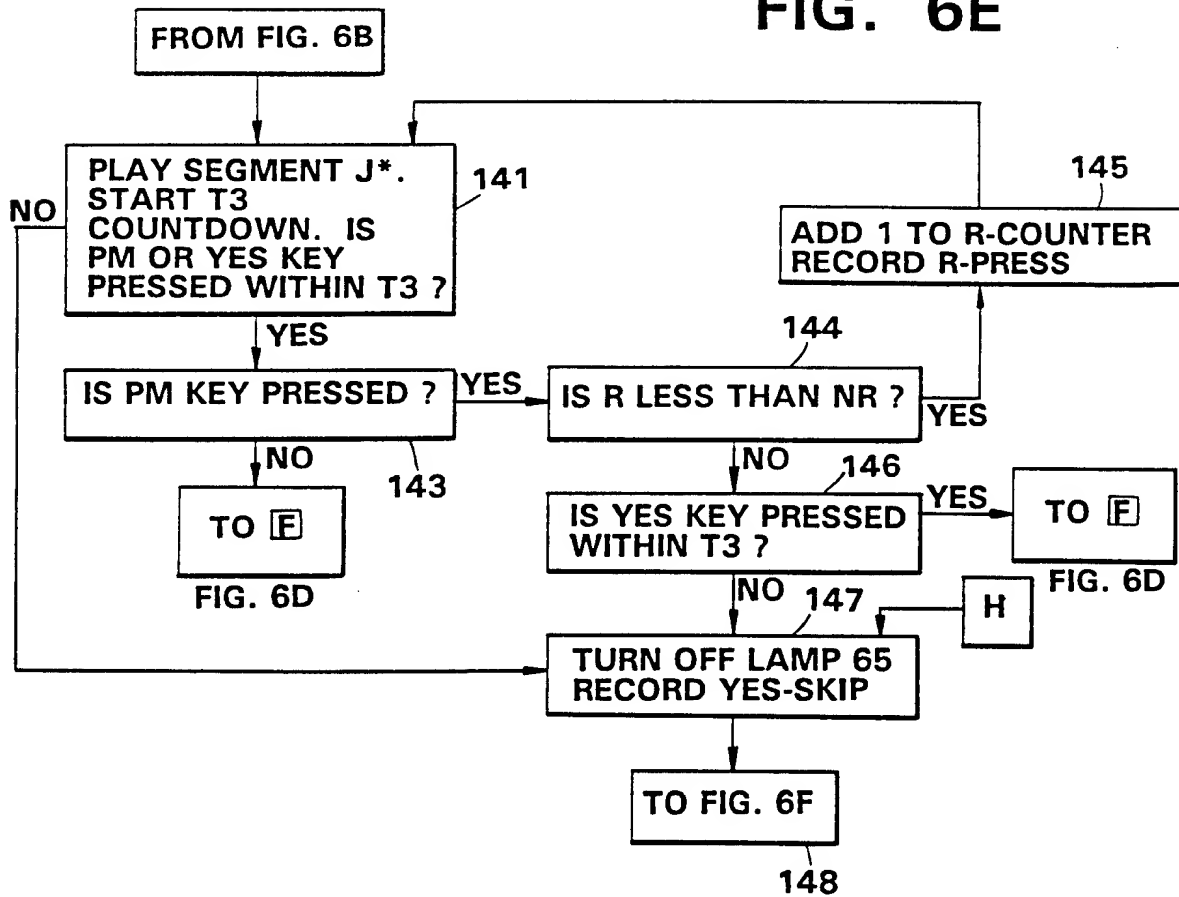 FIG. 6E
FROM FIG. 6B
PLAY SEGMENT J*.
START T3
COUNTDOWN. IS
PM OR YES KEY
PRESSED WITHIN T3 ?
141
NO
145
ADD 1 TO R-COUNTER
RECORD R-PRESS
YES
144
IS PM KEY PRESSED ?
YES
IS R LESS THAN NR ?
YES
NO
143
NO
146
TO F
FIG. 6D
IS YES KEY PRESSED
WITHIN T3 ?
YES
TO F
FIG. 6D
NO
147
H
TURN OFF LAMP 65
RECORD YES-SKIP
TO FIG. 6F
148